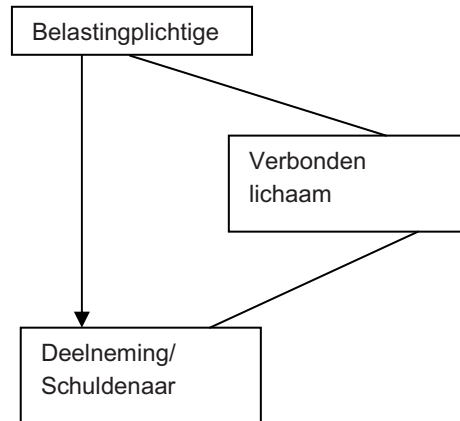 Belastingplichtige
Verbonden
lichaam
Deelneming/
Schuldenaar